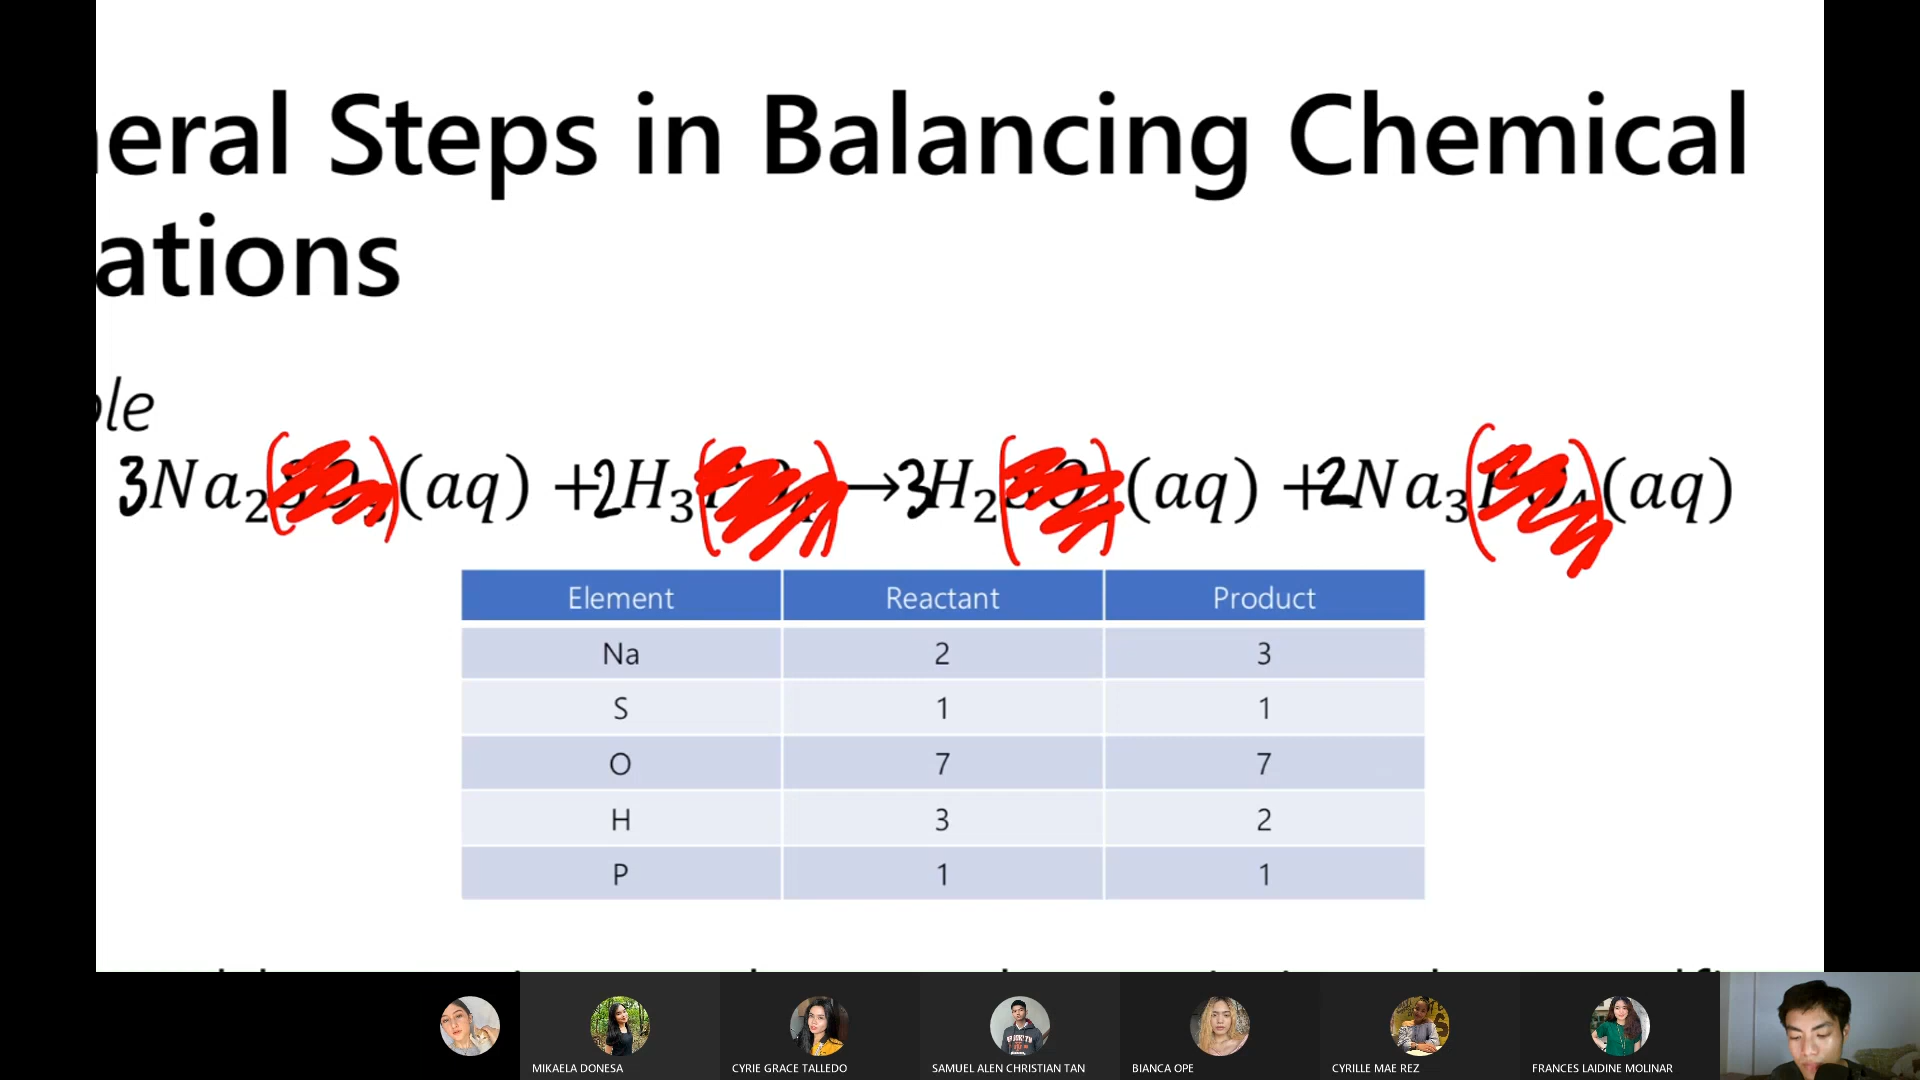 neral Steps in Balancing Chemical
ations
ple
3Na₂( )(aq) +2H₃( )→3H₂( )(aq) +2Na₃( )(aq)
Element Reactant Product
Na 2 3
S 1 1
O 7 7
H 3 2
P 1 1
MIKAELA DONESA CYRIE GRACE TALLEDO SAMUEL ALEN CHRISTIAN TAN BIANCA OPE CYRILLE MAE REZ FRANCES LAIDINE MOLINAR